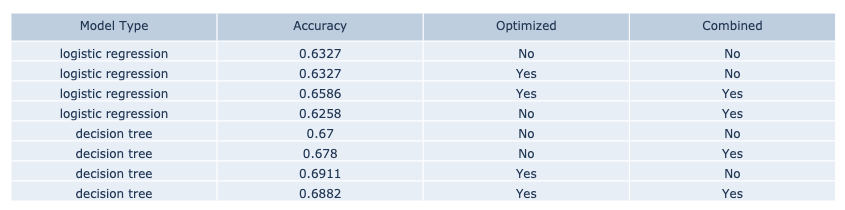 Model Type Accuracy Optimized Combined
logistic regression 0.6327 No No
logistic regression 0.6327 Yes No
logistic regression 0.6586 Yes Yes
logistic regression 0.6258 No Yes
decision tree 0.67 No No
decision tree 0.678 No Yes
decision tree 0.6911 Yes No
decision tree 0.6882 Yes Yes